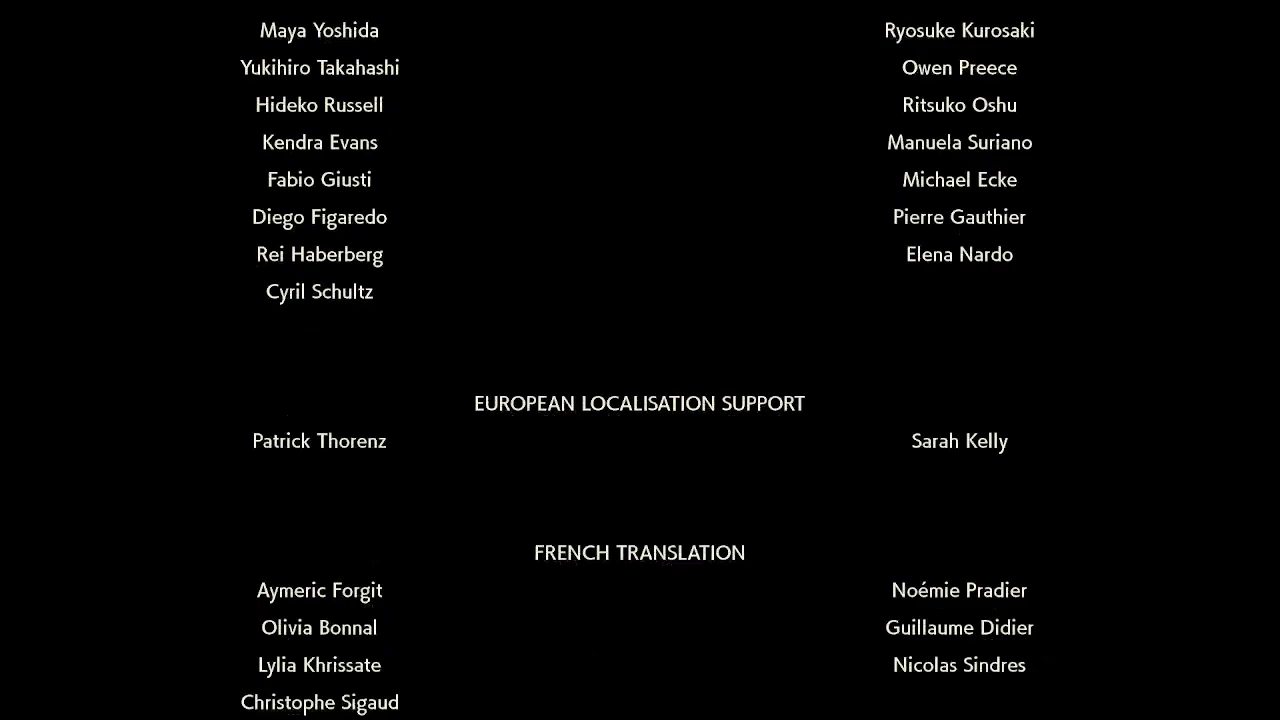 Maya Yoshida Ryosuke Kurosaki
Yukihiro Takahashi Owen Preece
Hideko Russell Ritsuko Oshu
Kendra Evans Manuela Suriano
Fabio Giusti Michael Ecke
Diego Figaredo Pierre Gauthier
Rei Haberberg Elena Nardo
Cyril Schultz
EUROPEAN LOCALISATION SUPPORT
Patrick Thorenz Sarah Kelly
FRENCH TRANSLATION
Aymeric Forgit Noémie Pradier
Olivia Bonnal Guillaume Didier
Lylia Khrissate Nicolas Sindres
Christophe Sigaud